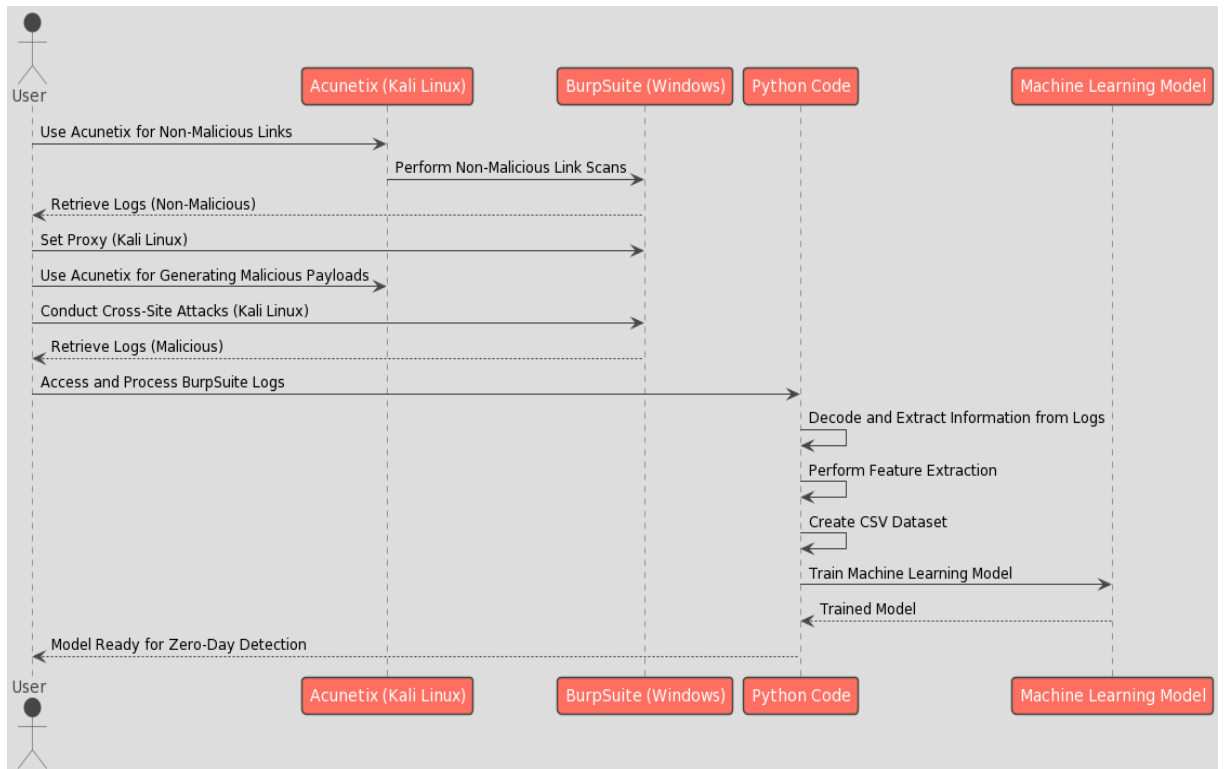 User
Acunetix (Kali Linux)
BurpSuite (Windows)
Python Code
Machine Learning Model
Use Acunetix for Non-Malicious Links
Perform Non-Malicious Link Scans
Retrieve Logs (Non-Malicious)
Set Proxy (Kali Linux)
Use Acunetix for Generating Malicious Payloads
Conduct Cross-Site Attacks (Kali Linux)
Retrieve Logs (Malicious)
Access and Process BurpSuite Logs
Decode and Extract Information from Logs
Perform Feature Extraction
Create CSV Dataset
Train Machine Learning Model
Trained Model
Model Ready for Zero-Day Detection
User
Acunetix (Kali Linux)
BurpSuite (Windows)
Python Code
Machine Learning Model